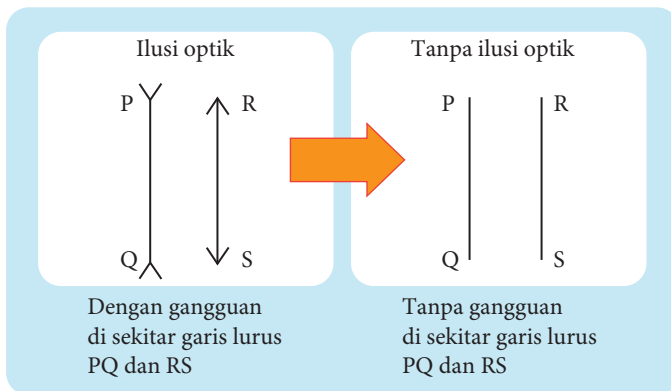 Ilusi optik
P
R
Q
S
Dengan gangguan
di sekitar garis lurus
PQ dan RS
Tanpa ilusi optik
P
R
Q
S
Tanpa gangguan
di sekitar garis lurus
PQ dan RS